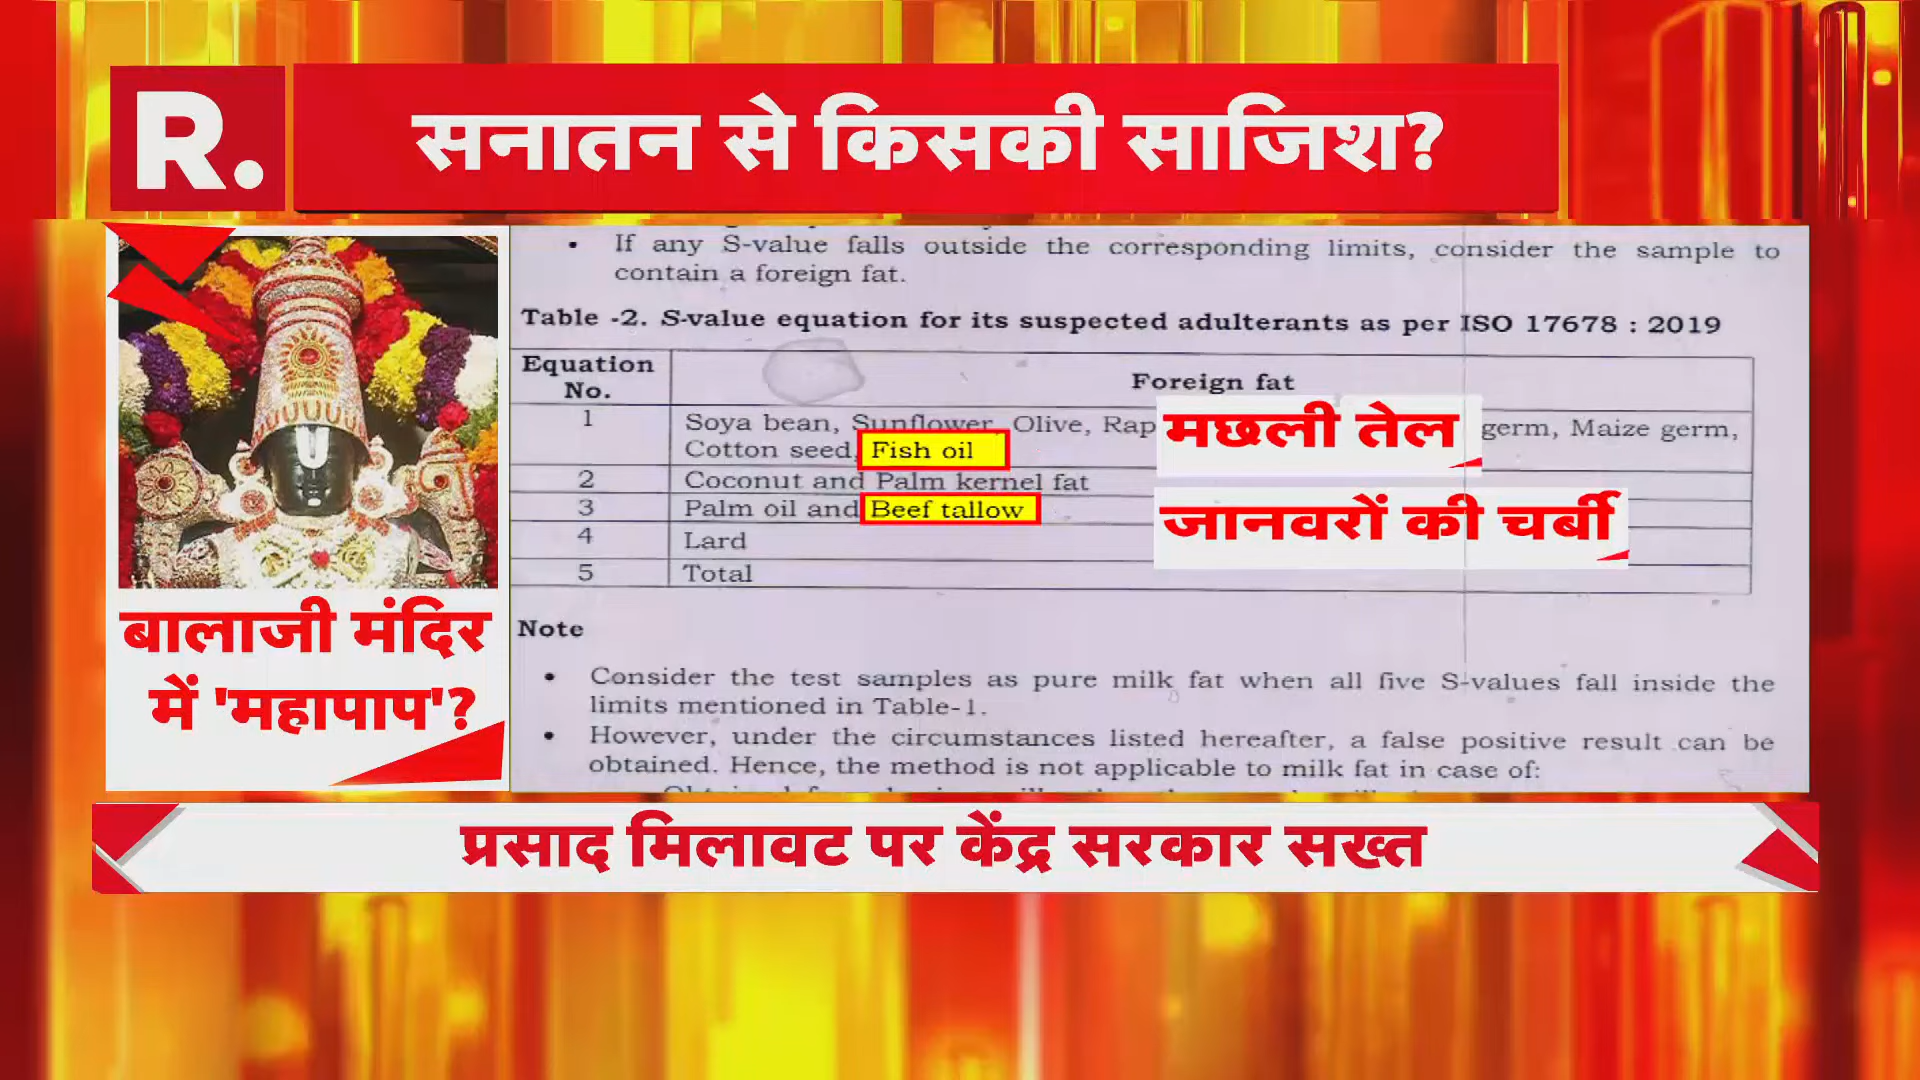 R.
सनातन से किसकी साजिश?
• If any S-value falls outside the corresponding limits, consider the sample to
contain a foreign fat.
Table -2. S-value equation for its suspected adulterants as per ISO 17678 : 2019
Equation
No.
Foreign fat
1 Soya bean, Sunflower, Olive, Rap germ, Maize germ,
Cotton seed, Fish oil
मछली तेल
2 Coconut and Palm kernel fat
3 Palm oil and Beef tallow
जानवरों की चर्बी
4 Lard
5 Total
Note
• Consider the test samples as pure milk fat when all five S-values fall inside the
limits mentioned in Table-1.
• However, under the circumstances listed hereafter, a false positive result can be
obtained. Hence, the method is not applicable to milk fat in case of:
बालाजी मंदिर
में 'महापाप'?
प्रसाद मिलावट पर केंद्र सरकार सख्त